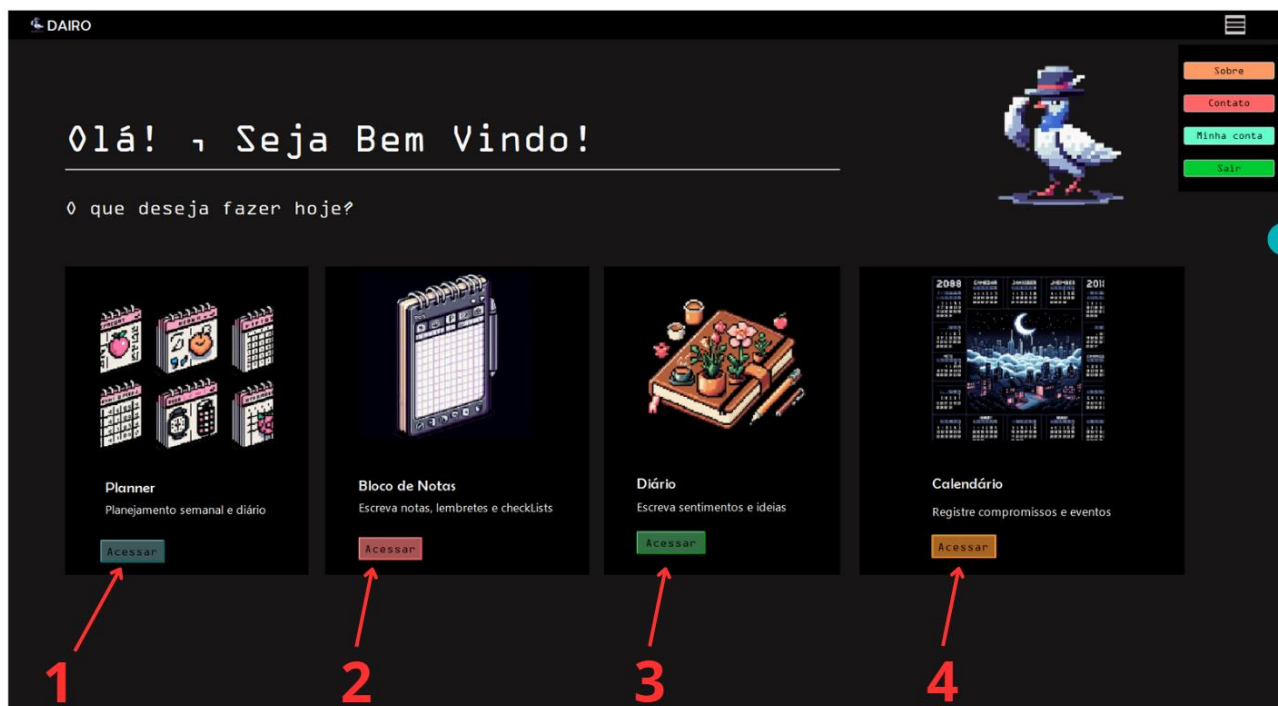 DAIRO
Sobre
Contato
Minha conta
Sair
Olá! , Seja Bem Vindo!
O que deseja fazer hoje?
2088
Planner
Planejamento semanal e diário
Acessar
Bloco de Notas
Escreva notas, lembretes e checkLists
Acessar
Diário
Escreva sentimentos e ideias
Acessar
Calendário
Registre compromissos e eventos
Acessar
1
2
3
4